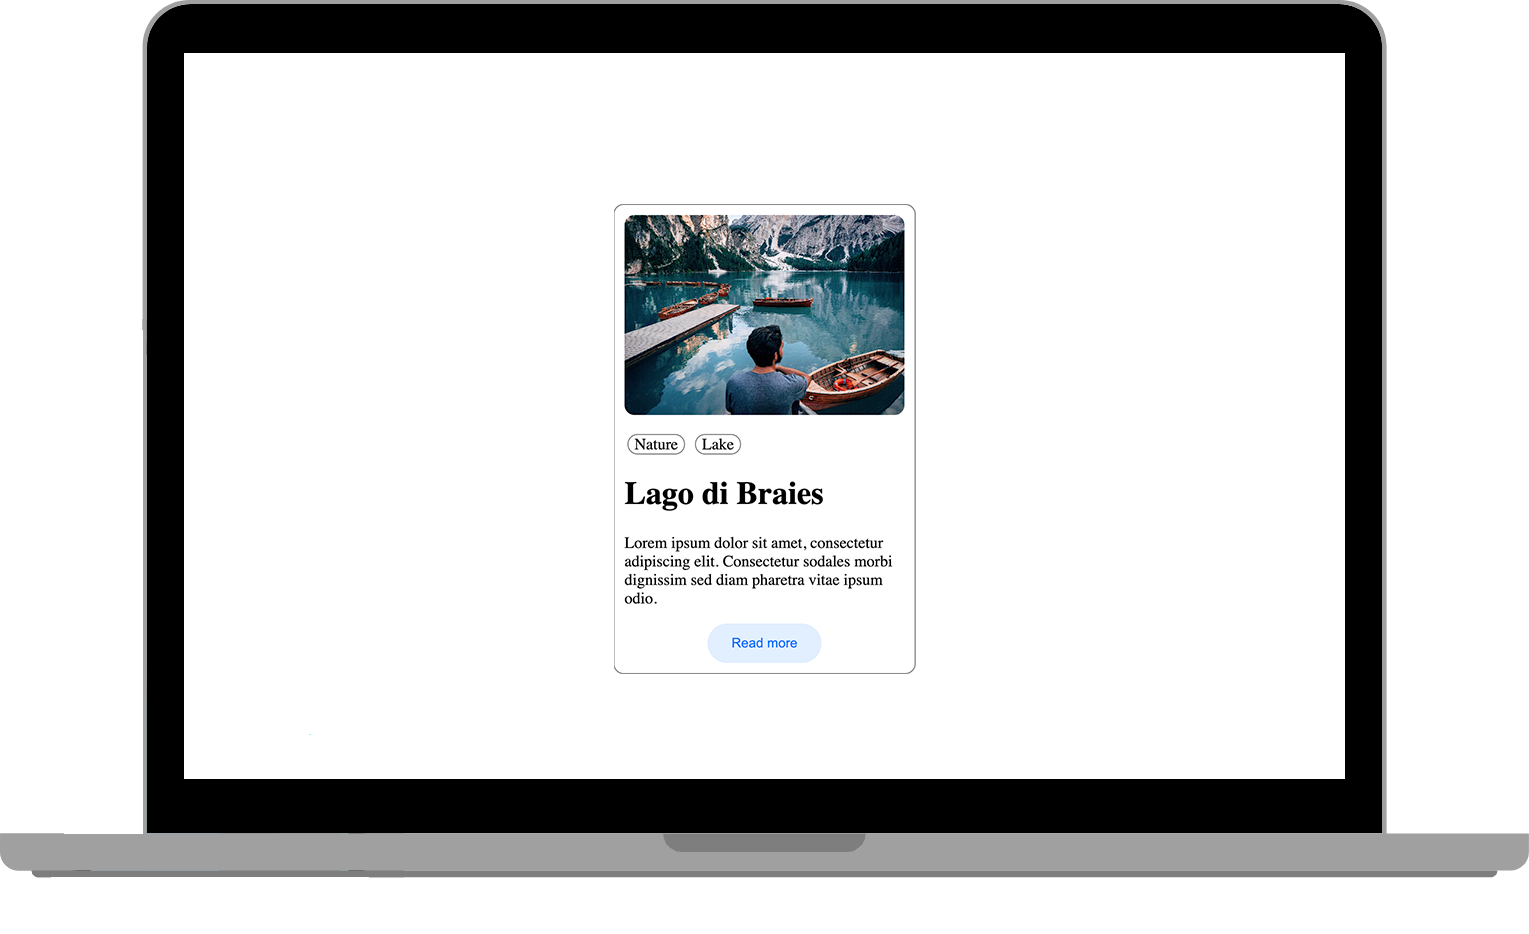 Nature Lake
Lago di Braies
Lorem ipsum dolor sit amet, consectetur
adipiscing elit. Consectetur sodales morbi
dignissim sed diam pharetra vitae ipsum
odio.
Read more